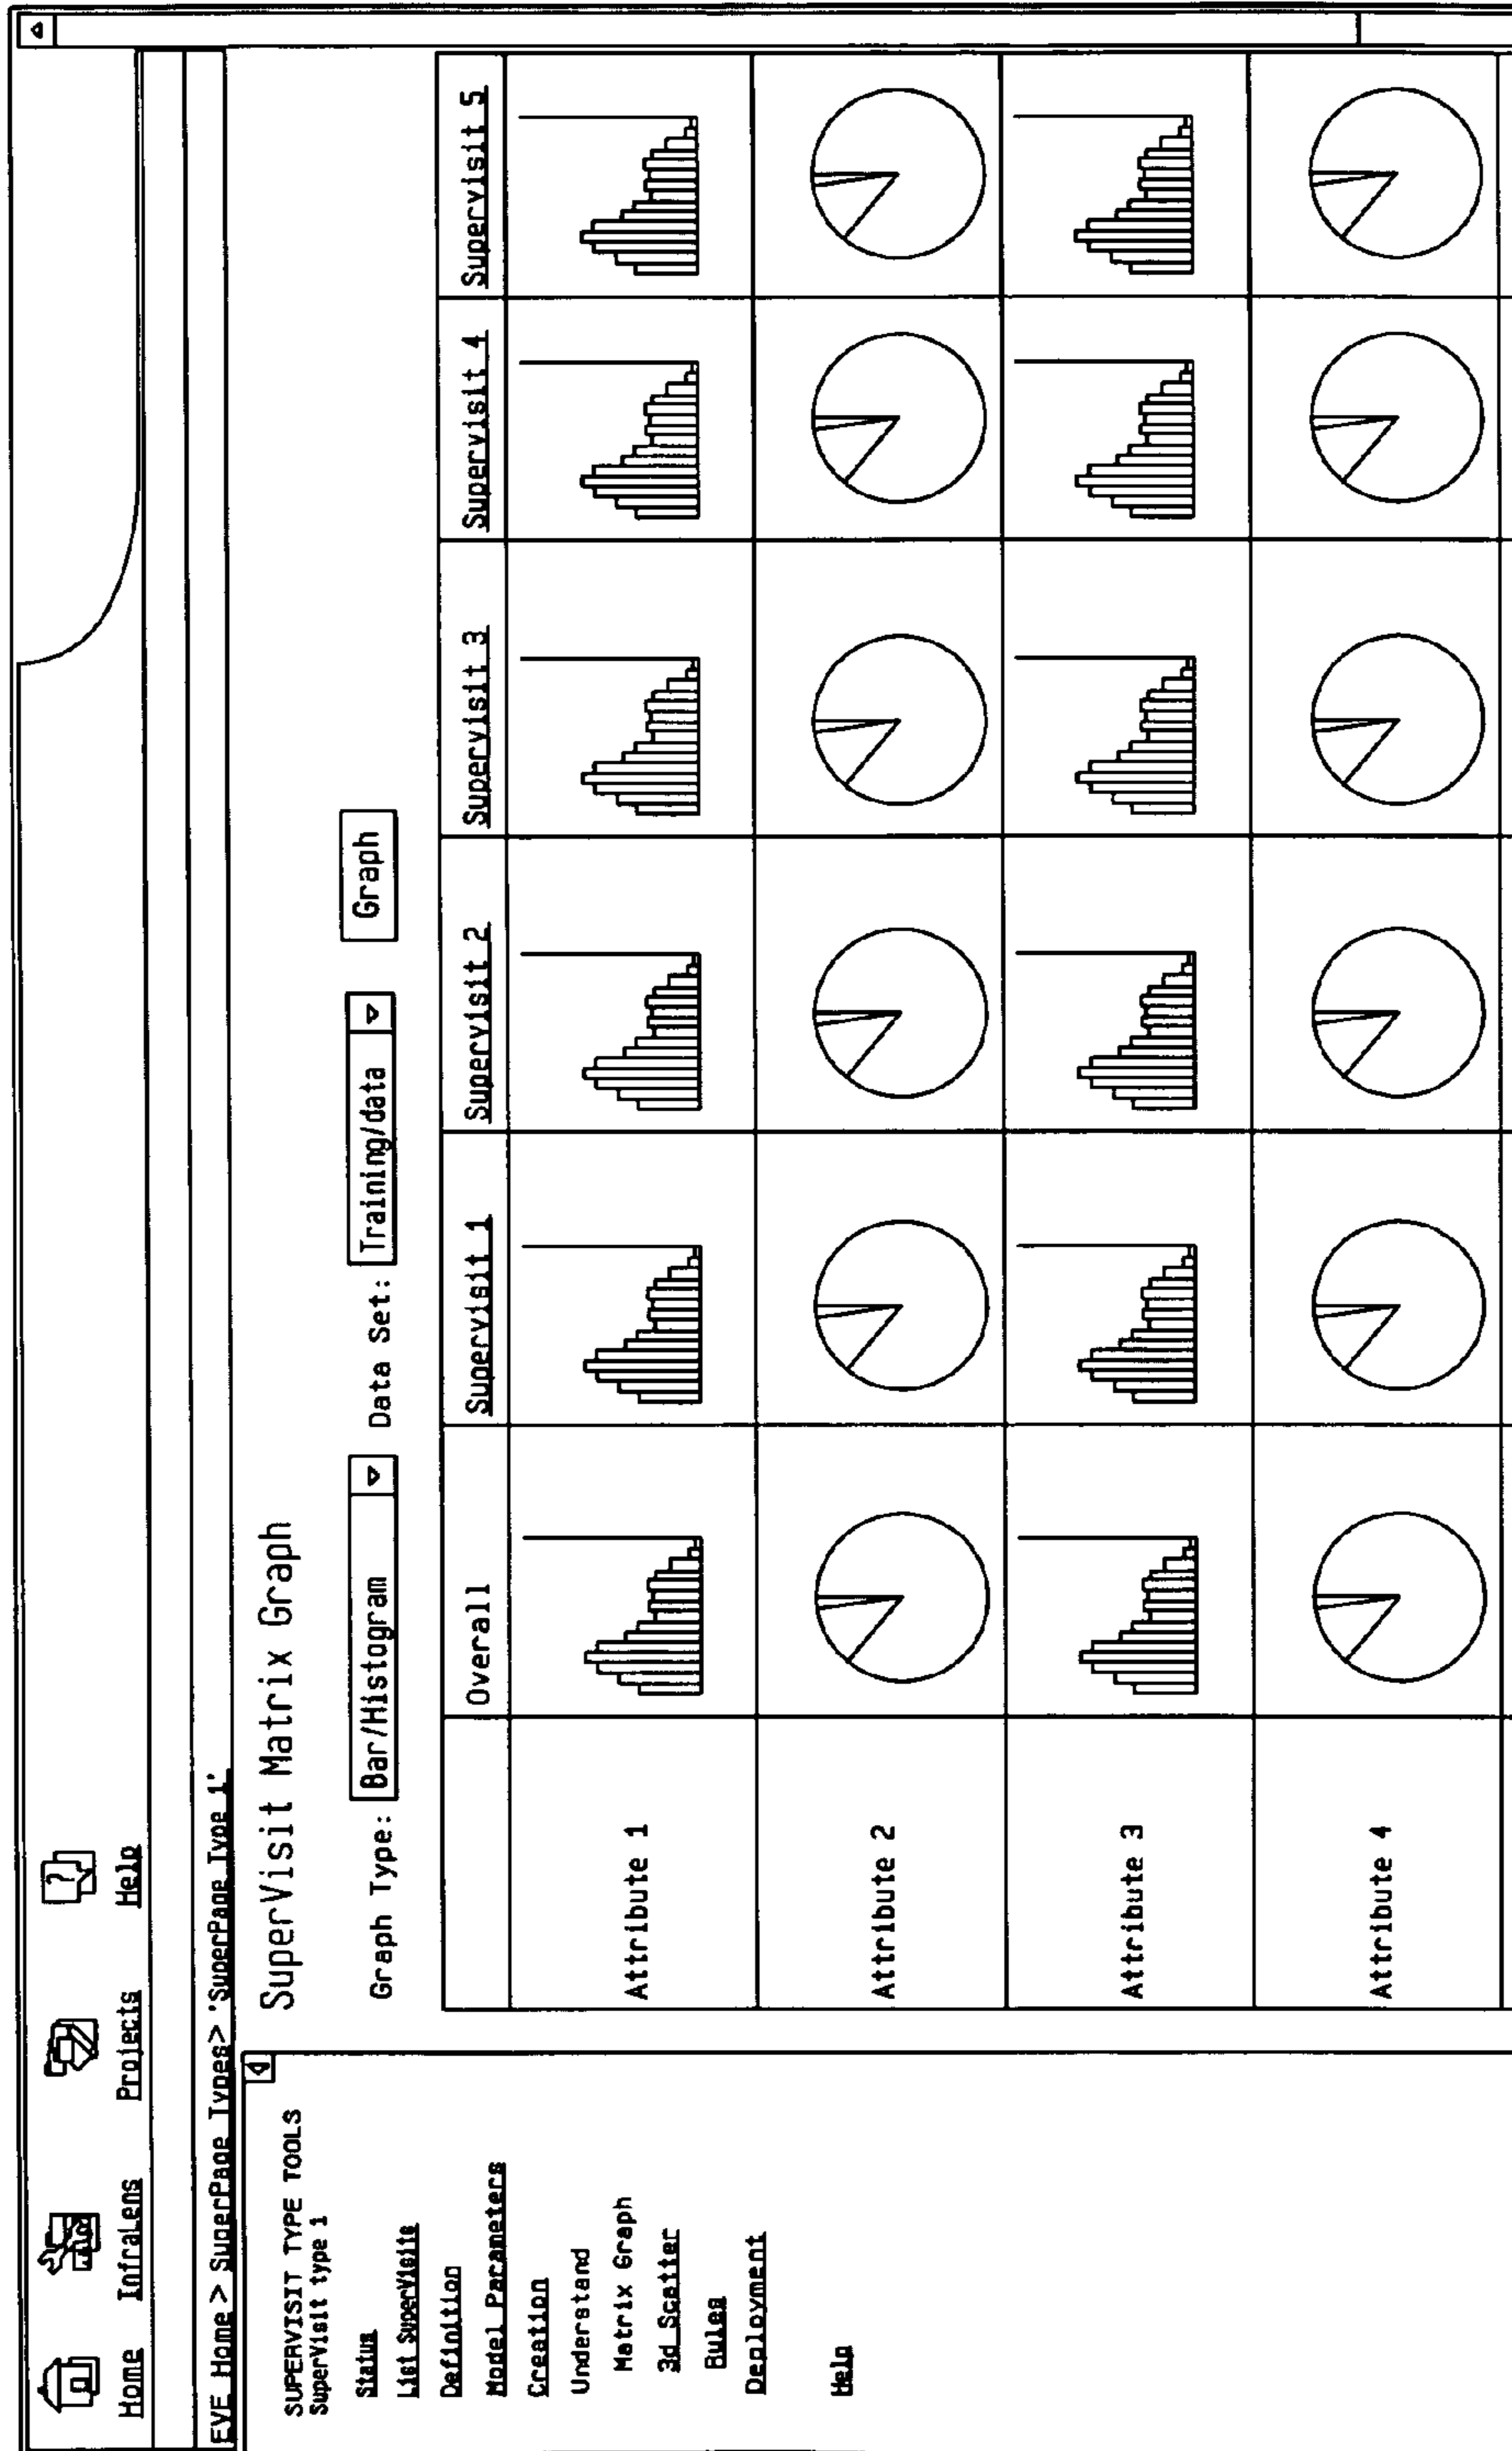 Home InfraLens Projects Help
EVE Home > SuperPage Types> 'SuperPage Type 1'
SUPERVISIT TYPE TOOLS
SuperVisit type 1
Status
List SuperVisits
Definition
Model Parameters
Creation
Understand
Matrix Graph
3d Scatter
Rules
Deployment
Help
SuperVisit Matrix Graph
Graph Type: Bar/Histogram Data Set: Training/data Graph
Overall Supervisit 1 Supervisit 2 Supervisit 3 Supervisit 4 Supervisit 5
Attribute 1
Attribute 2
Attribute 3
Attribute 4